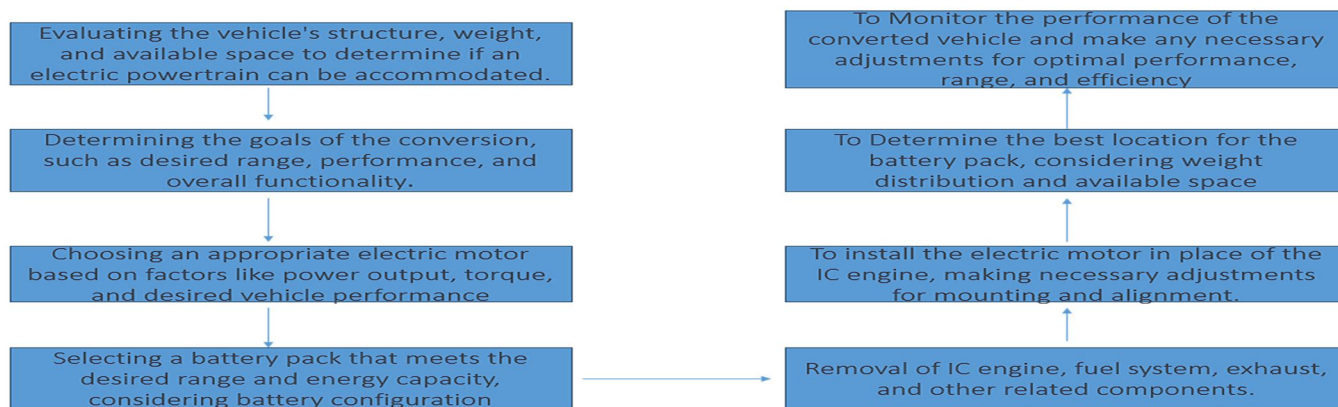 Evaluating the vehicle's structure, weight,
and available space to determine if an
electric powertrain can be accommodated.
Determining the goals of the conversion,
such as desired range, performance, and
overall functionality.
Choosing an appropriate electric motor
based on factors like power output, torque,
and desired vehicle performance
Selecting a battery pack that meets the
desired range and energy capacity,
considering battery configuration
Removal of IC engine, fuel system, exhaust,
and other related components.
To install the electric motor in place of the
IC engine, making necessary adjustments
for mounting and alignment.
To Determine the best location for the
battery pack, considering weight
distribution and available space
To Monitor the performance of the
converted vehicle and make any necessary
adjustments for optimal performance,
range, and efficiency